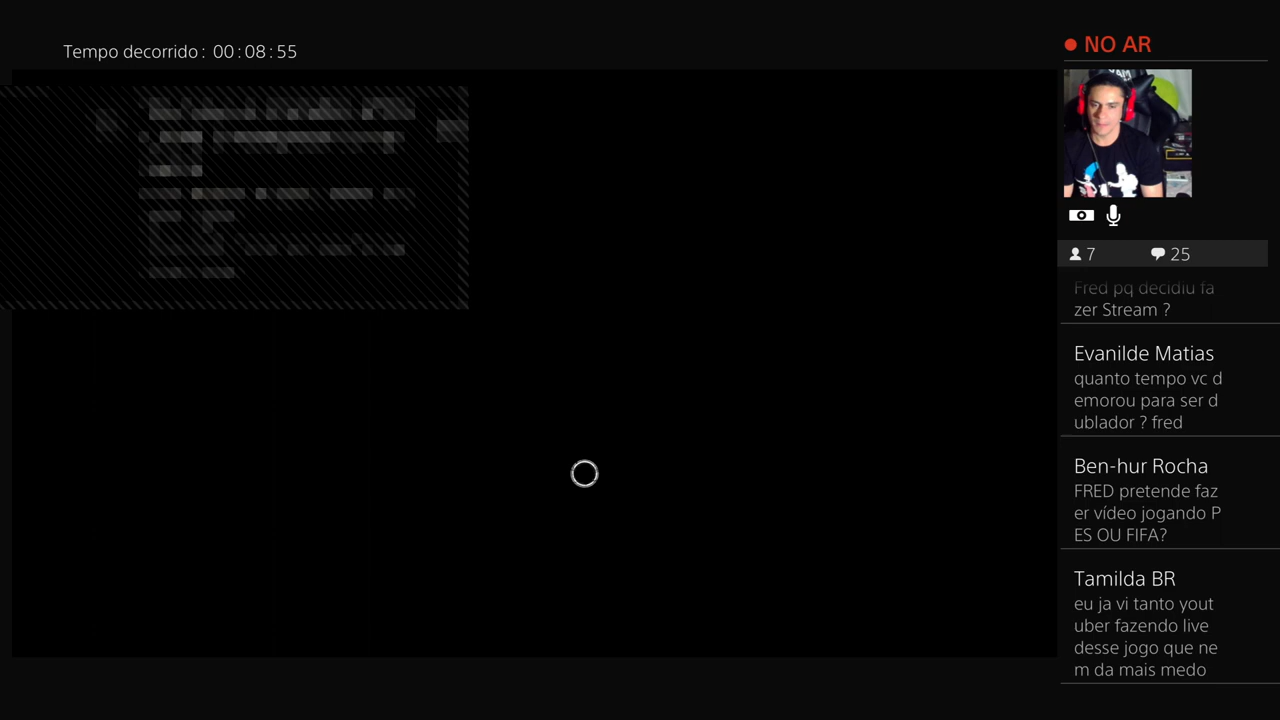 Tempo decorrido : 00:08:55
NO AR
7 25
Fred pq decidiu fa
zer Stream ?
Evanilde Matias
quanto tempo vc d
emorou para ser d
ublador ? fred
Ben-hur Rocha
FRED pretende faz
er vídeo jogando P
ES OU FIFA?
Tamilda BR
eu ja vi tanto yout
uber fazendo live
desse jogo que ne
m da mais medo